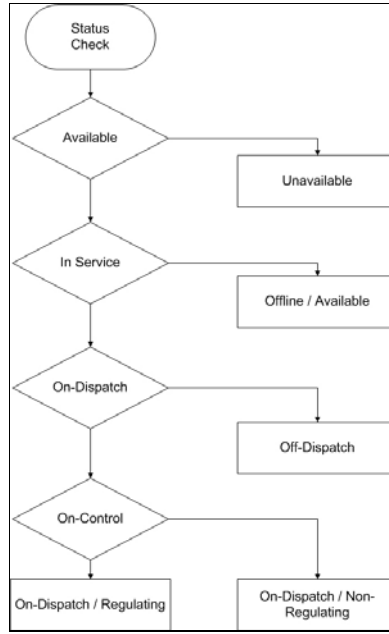 Status
Check
Available
Unavailable
In Service
Offline / Available
On-Dispatch
Off-Dispatch
On-Control
On-Dispatch / Regulating
On-Dispatch / Non-
Regulating